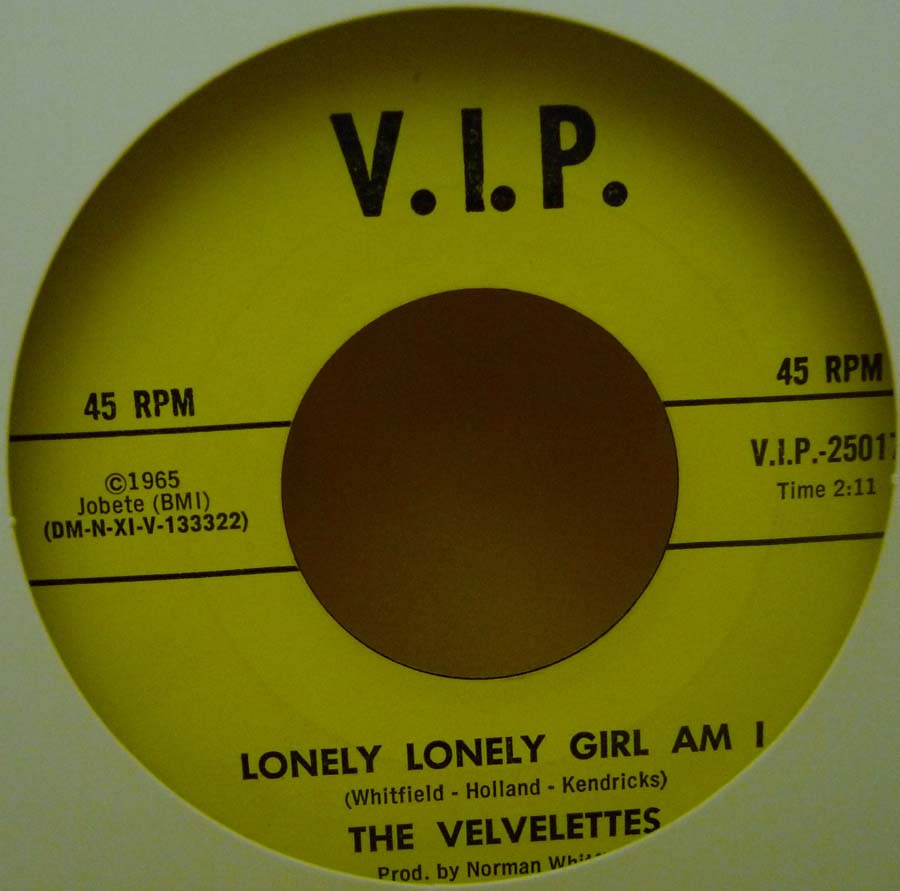 V.I.P.
45 RPM
45 RPM
©1965
Jobete (BMI)
(DM-N-XI-V-133322)
V.I.P.-25017
Time 2:11
LONELY LONELY GIRL AM I
(Whitfield - Holland - Kendricks)
THE VELVELETTES
Prod. by Norman